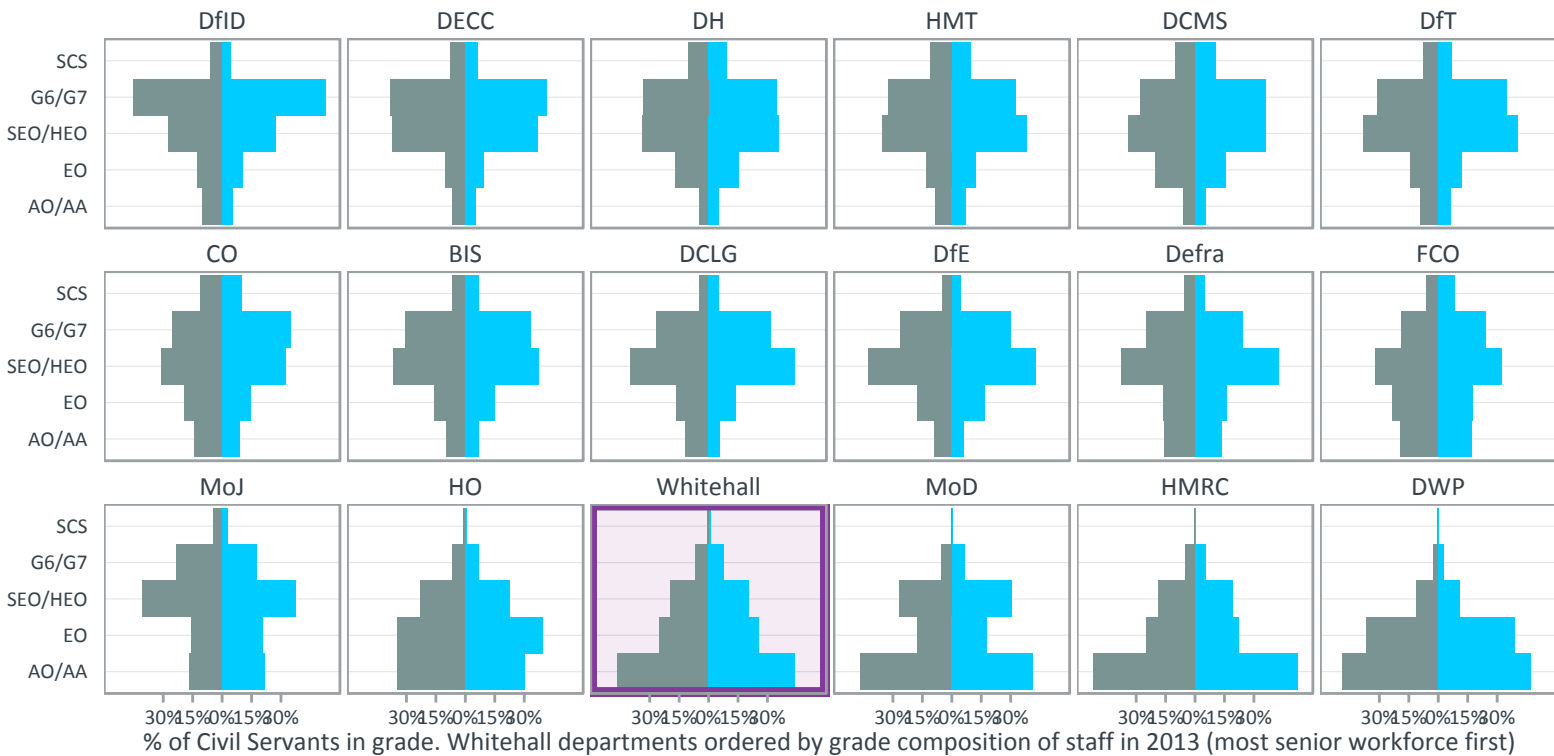 DfID DECC DH HMT DCMS DfT
SCS
G6/G7
SEO/HEO
EO
AO/AA
CO BIS DCLG DfE Defra FCO
SCS
G6/G7
SEO/HEO
EO
AO/AA
MoJ HO Whitehall MoD HMRC DWP
SCS
G6/G7
SEO/HEO
EO
AO/AA
30% 15% 0% 15% 30% 30% 15% 0% 15% 30% 30% 15% 0% 15% 30% 30% 15% 0% 15% 30% 30% 15% 0% 15% 30% 30% 15% 0% 15% 30%
% of Civil Servants in grade. Whitehall departments ordered by grade composition of staff in 2013 (most senior workforce first)